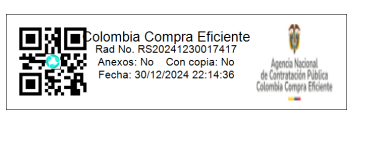 Colombia Compra Eficiente
Rad No. RS20241230017417
Anexos: No Con copia: No
Fecha: 30/12/2024 22:14:36
Agencia Nacional
de Contratación Pública
Colombia Compra Eficiente